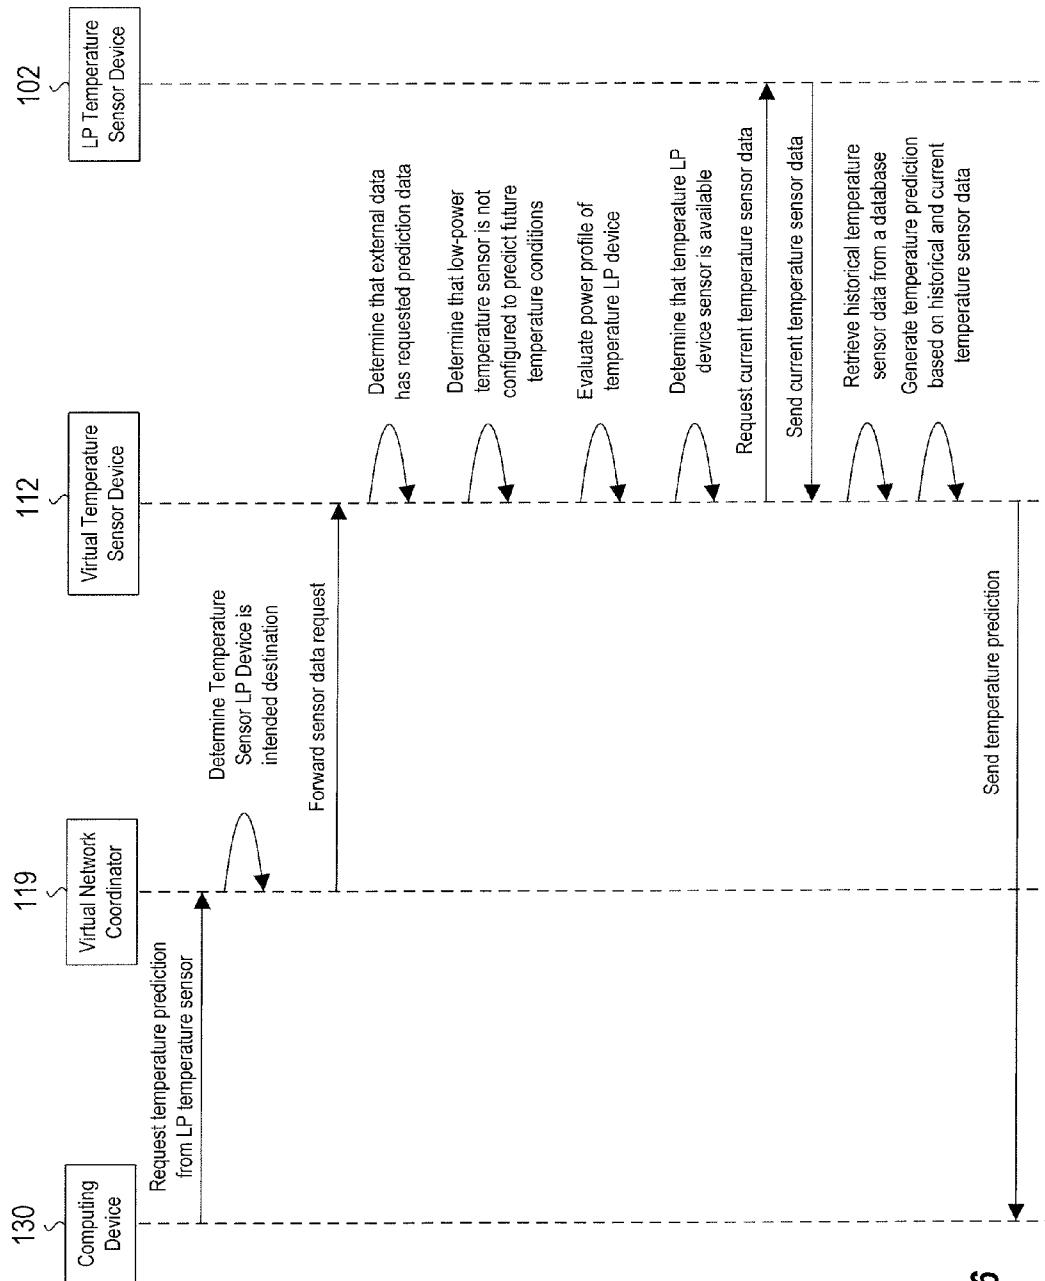 130
Computing
Device
119
Virtual Network
Coordinator
112
Virtual Temperature
Sensor Device
102
LP Temperature
Sensor Device
Request temperature prediction
from LP temperature sensor
Determine Temperature
Sensor LP Device is
intended destination
Forward sensor data request
Determine that external data
has requested prediction data
Determine that low-power
temperature sensor is not
configured to predict future
temperature conditions
Evaluate power profile of
temperature LP device
Determine that temperature LP
device sensor is available
Request current temperature sensor data
Send current temperature sensor data
Retrieve historical temperature
sensor data from a database
Generate temperature prediction
based on historical and current
temperature sensor data
Send temperature prediction